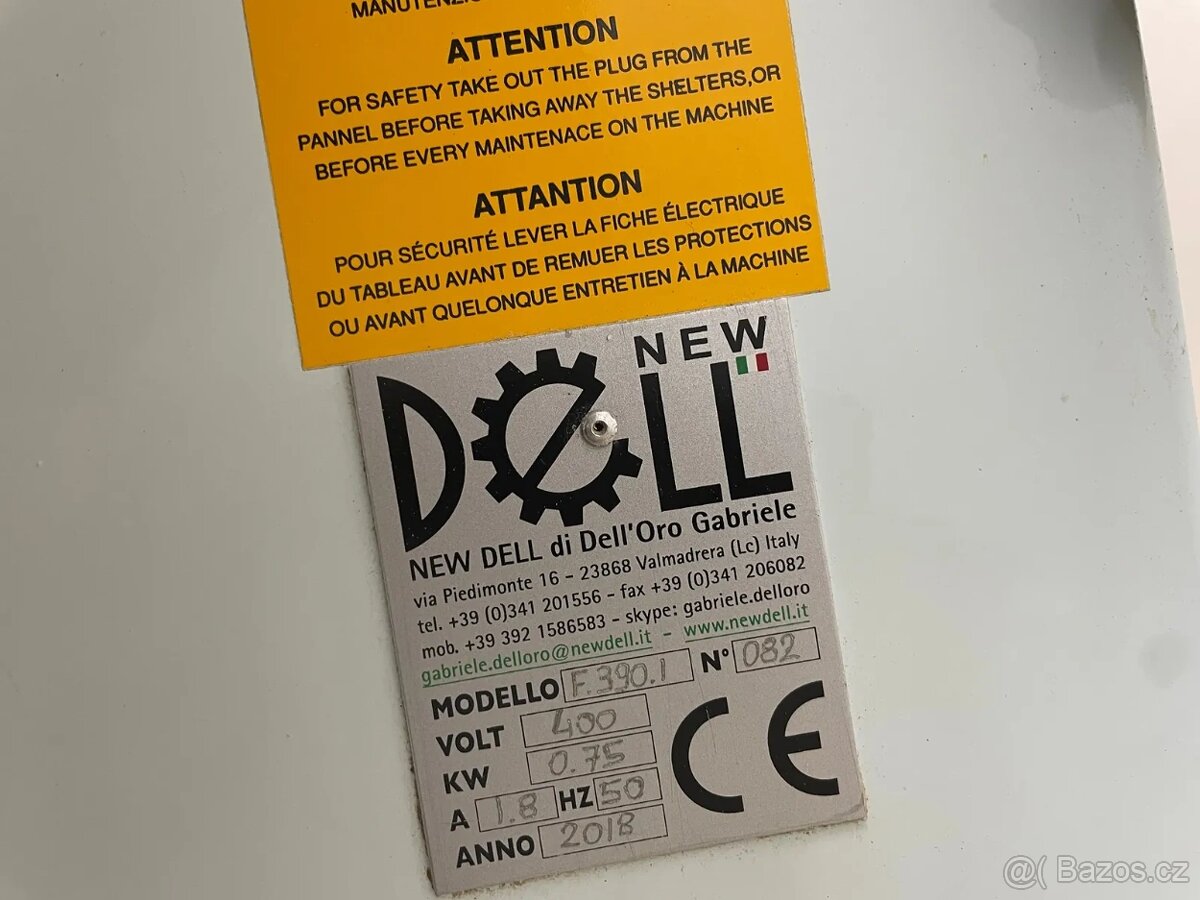 ATTENTION
FOR SAFETY TAKE OUT THE PLUG FROM THE
PANNEL BEFORE TAKING AWAY THE SHELTERS,OR
BEFORE EVERY MAINTENACE ON THE MACHINE
ATTANTION
POUR SÉCURITÉ LEVER LA FICHE ÉLECTRIQUE
DU TABLEAU AVANT DE REMUER LES PROTECTIONS
OU AVANT QUELONQUE ENTRETIEN À LA MACHINE
NEW
DELL
NEW DELL di Dell'Oro Gabriele
via Piedimonte 16 - 23868 Valmadrera (Lc) Italy
tel. +39 (0)341 201556 - fax +39 (0)341 206082
mob. +39 392 1586583 - skype: gabriele.delloro
gabriele.delloro@newdell.it - www.newdell.it
MODELLO F.390.1 N° 082
VOLT 400
KW 0.75
A 1.8 HZ 50
ANNO 2018
CE
@( Bazos.cz